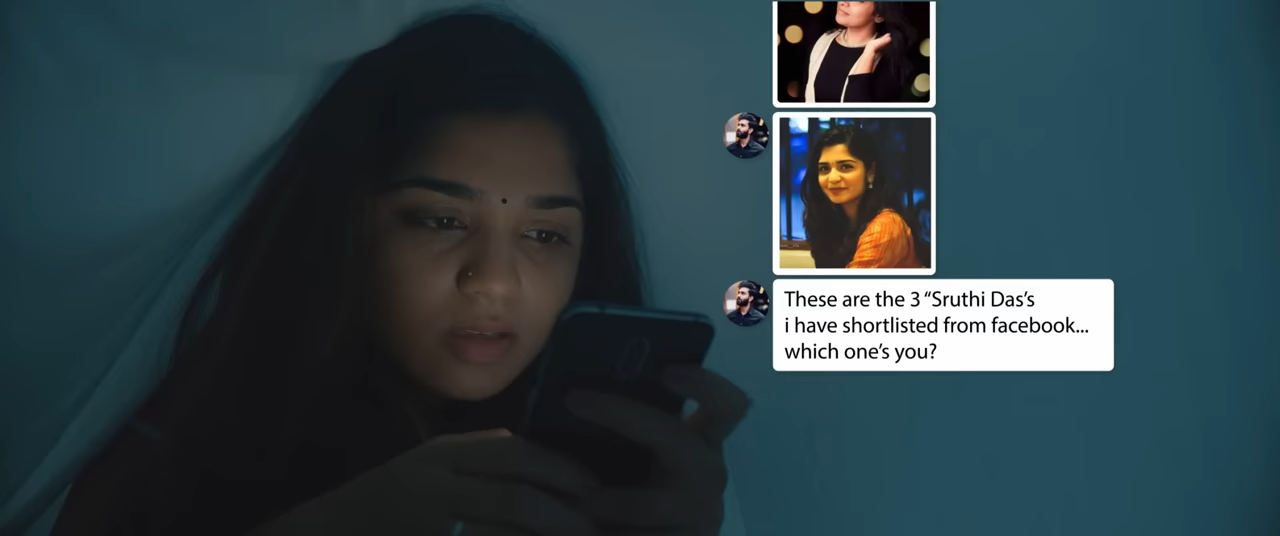 These are the 3 “Sruthi Das’s
i have shortlisted from facebook...
which one’s you?